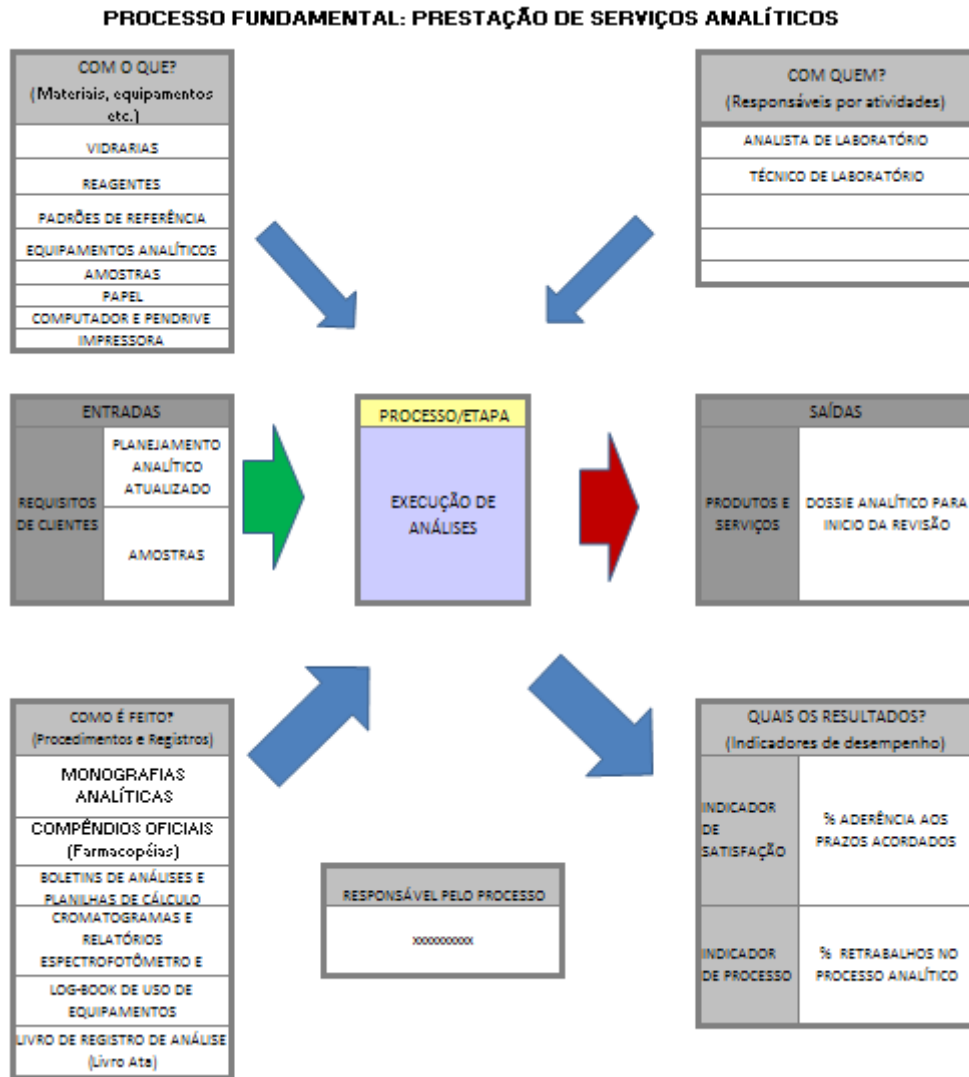 PROCESSO FUNDAMENTAL: PRESTAÇÃO DE SERVIÇOS ANALÍTICOS
COM O QUE?
(Materiais, equipamentos
etc.)
VIDRARIAS
REAGENTES
PADRÕES DE REFERÊNCIA
EQUIPAMENTOS ANALÍTICOS
AMOSTRAS
PAPEL
COMPUTADOR E PENDRIVE
IMPRESSORA
COM QUEM?
(Responsáveis por atividades)
ANALISTA DE LABORATÓRIO
TÉCNICO DE LABORATÓRIO
ENTRADAS
REQUISITOS
DE CLIENTES
PLANEJAMENTO
ANALÍTICO
ATUALIZADO
AMOSTRAS
PROCESSO/ETAPA
EXECUÇÃO DE
ANÁLISES
SAÍDAS
PRODUTOS E
SERVIÇOS
DOSSIE ANALÍTICO PARA
INICIO DA REVISÃO
COMO É FEITO?
(Procedimentos e Registros)
MONOGRAFIAS
ANALÍTICAS
COMPÊNDIOS OFICIAIS
(Farmacopéias)
BOLETINS DE ANÁLISES E
PLANILHAS DE CÁLCULO
CROMATOGRAMAS E
RELATÓRIOS
ESPECTROFOTÔMETRO E
LOG-BOOK DE USO DE
EQUIPAMENTOS
LIVRO DE REGISTRO DE ANÁLISE
(Livro Ata)
RESPONSÁVEL PELO PROCESSO
xxxxxxxxxx
QUAIS OS RESULTADOS?
(Indicadores de desempenho)
INDICADOR
DE
SATISFAÇÃO
% ADERÊNCIA AOS
PRAZOS ACORDADOS
INDICADOR
DE PROCESSO
% RETRABALHOS NO
PROCESSO ANALÍTICO